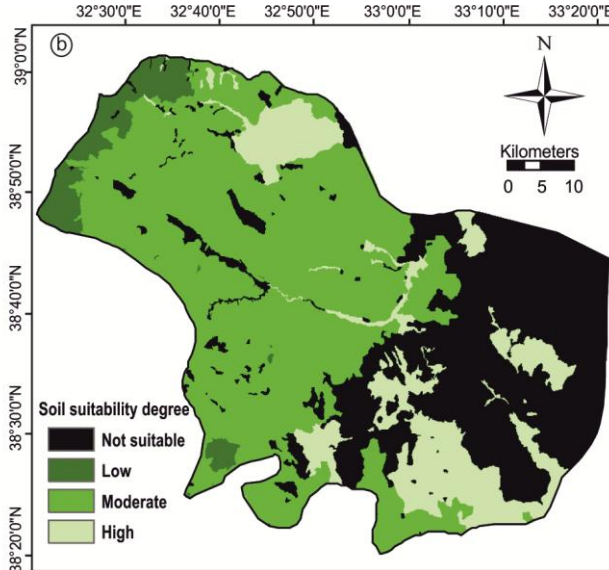 32°30'0"E 32°40'0"E 32°50'0"E 33°0'0"E 33°10'0"E 33°20'0"E
ⓑ
N
Kilometers
0 5 10
39°0'0"N
38°50'0"N
38°40'0"N
38°30'0"N
38°20'0"N
Soil suitability degree
Not suitable
Low
Moderate
High